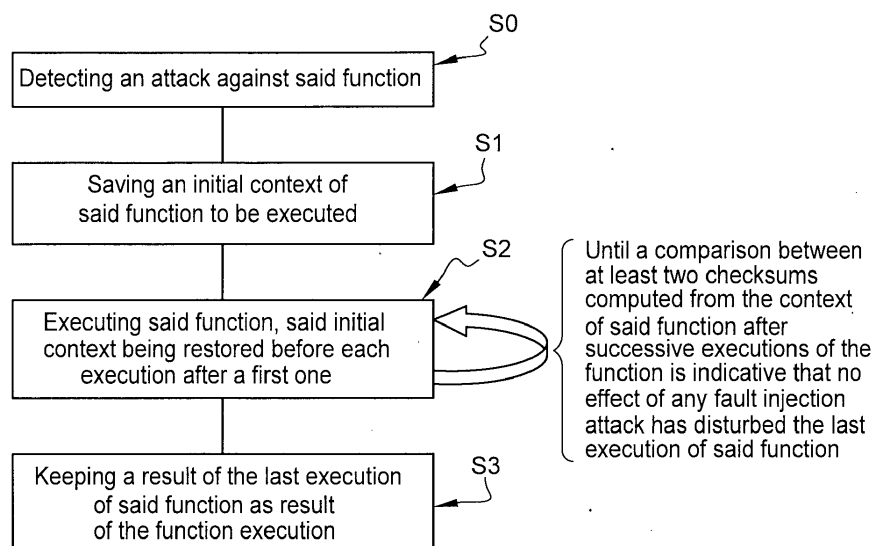 S0
Detecting an attack against said function
S1
Saving an initial context of
said function to be executed
S2
Executing said function, said initial
context being restored before each
execution after a first one
Until a comparison between
at least two checksums
computed from the context
of said function after
successive executions of the
function is indicative that no
effect of any fault injection
attack has disturbed the last
execution of said function
S3
Keeping a result of the last execution
of said function as result
of the function execution